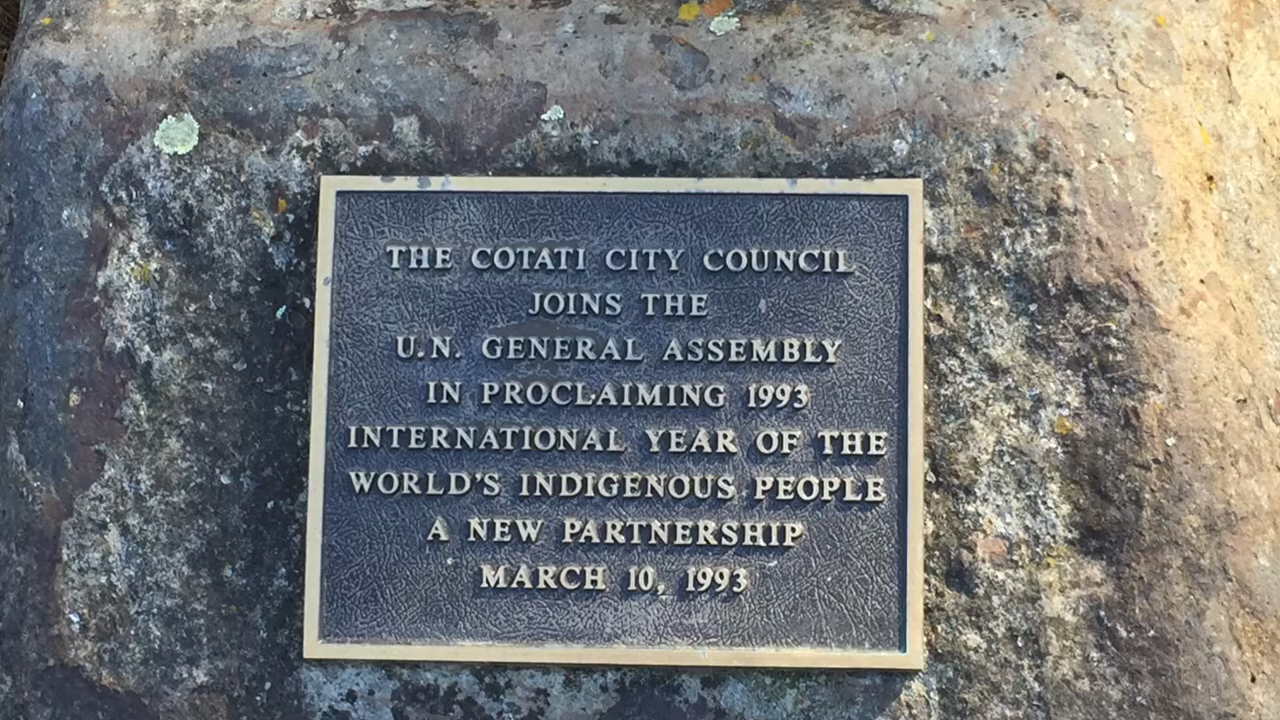 THE COTATI CITY COUNCIL
JOINS THE
U.N. GENERAL ASSEMBLY
IN PROCLAIMING 1993
INTERNATIONAL YEAR OF THE
WORLD'S INDIGENOUS PEOPLE
A NEW PARTNERSHIP
MARCH 10, 1993